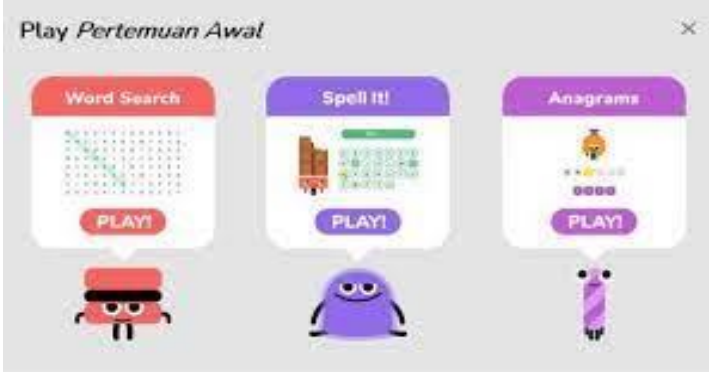 Play Pertemuan Awal
Word Search
Spell It!
Anagrams
PLAY!
PLAY!
PLAY!